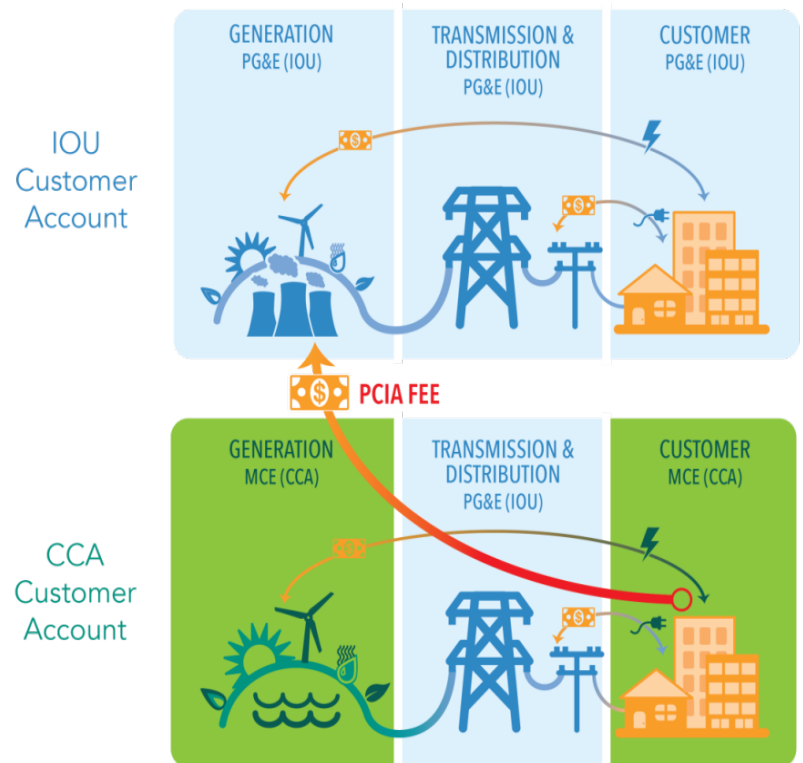 GENERATION
PG&E (IOU)
TRANSMISSION &
DISTRIBUTION
PG&E (IOU)
CUSTOMER
PG&E (IOU)
IOU
Customer
Account
$
$
$
PCIA FEE
GENERATION
MCE (CCA)
TRANSMISSION &
DISTRIBUTION
PG&E (IOU)
CUSTOMER
MCE (CCA)
CCA
Customer
Account
$
$